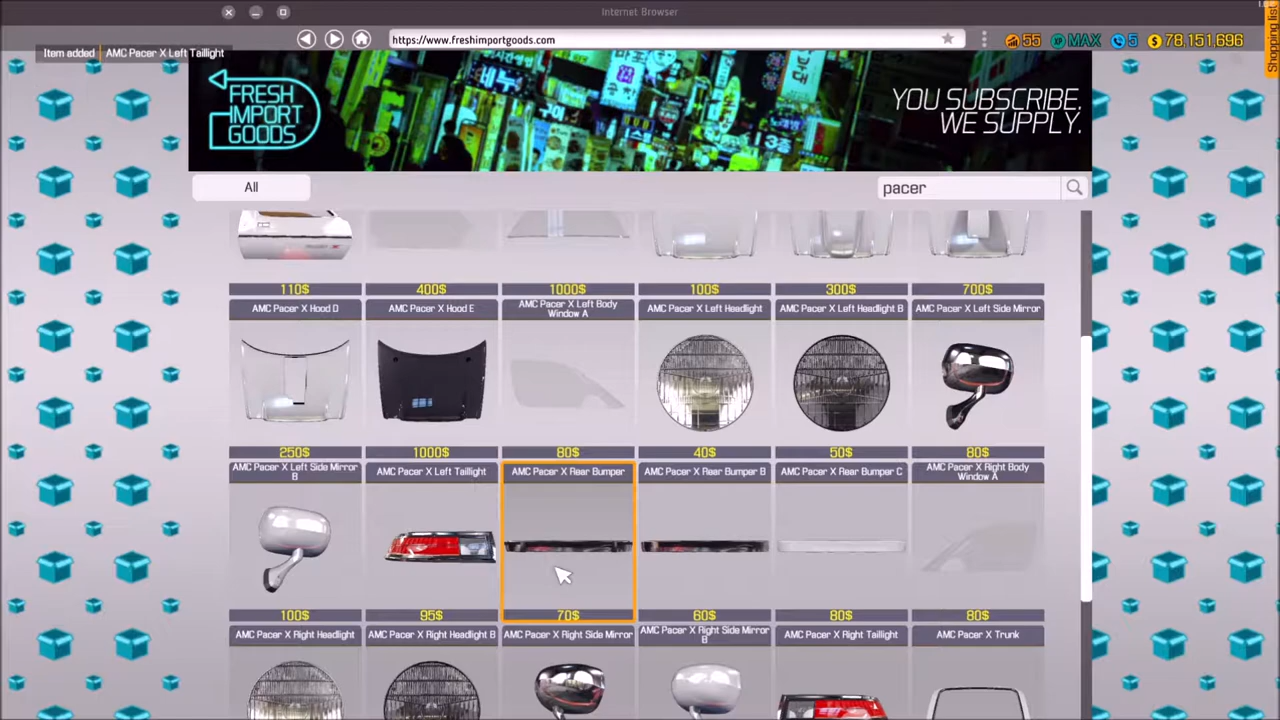 Internet Browser
Shopping list
https://www.freshimportgoods.com
55
MAX
5
78,151,696
Item added
AMC Pacer X Left Taillight
FRESH
IMPORT
GOODS
YOU SUBSCRIBE.
WE SUPPLY.
All
pacer
110$
400$
1000$
100$
300$
700$
AMC Pacer X Hood D
AMC Pacer X Hood E
AMC Pacer X Left Body
Window A
AMC Pacer X Left Headlight
AMC Pacer X Left Headlight B
AMC Pacer X Left Side Mirror
250$
1000$
80$
40$
50$
80$
AMC Pacer X Left Side Mirror
B
AMC Pacer X Left Taillight
AMC Pacer X Rear Bumper
AMC Pacer X Rear Bumper B
AMC Pacer X Rear Bumper C
AMC Pacer X Right Body
Window A
100$
95$
70$
60$
80$
80$
AMC Pacer X Right Headlight
AMC Pacer X Right Headlight B
AMC Pacer X Right Side Mirror
AMC Pacer X Right Side Mirror
B
AMC Pacer X Right Taillight
AMC Pacer X Trunk